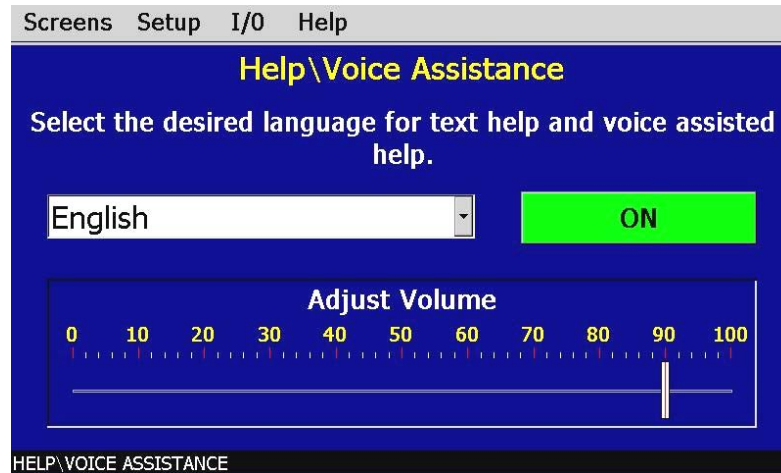 Screens Setup I/0 Help
Help\Voice Assistance
Select the desired language for text help and voice assisted
help.
English
ON
Adjust Volume
0 10 20 30 40 50 60 70 80 90 100
HELP\VOICE ASSISTANCE